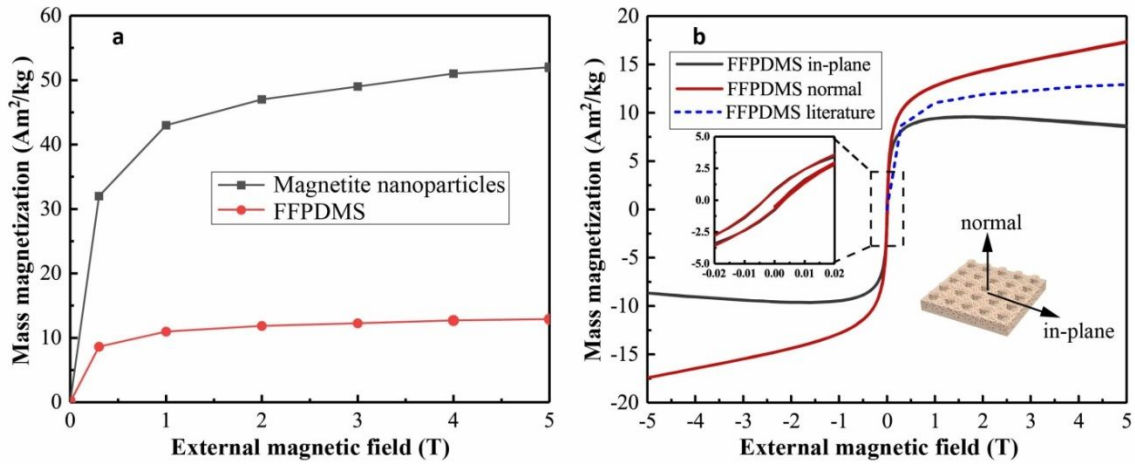 a
Mass magnetization (Am²/kg)
60
50
40
30
20
10
0
Magnetite nanoparticles
FFPDMS
0 1 2 3 4 5
External magnetic field (T)
b
Mass magnetization (Am²/kg)
20
15
10
5
0
-5
-10
-15
-20
FFPDMS in-plane
FFPDMS normal
FFPDMS literature
5.0
2.5
0.0
-2.5
-5.0
-0.02 -0.01 0.00 0.01 0.02
normal
in-plane
-5 -4 -3 -2 -1 0 1 2 3 4 5
External magnetic field (T)